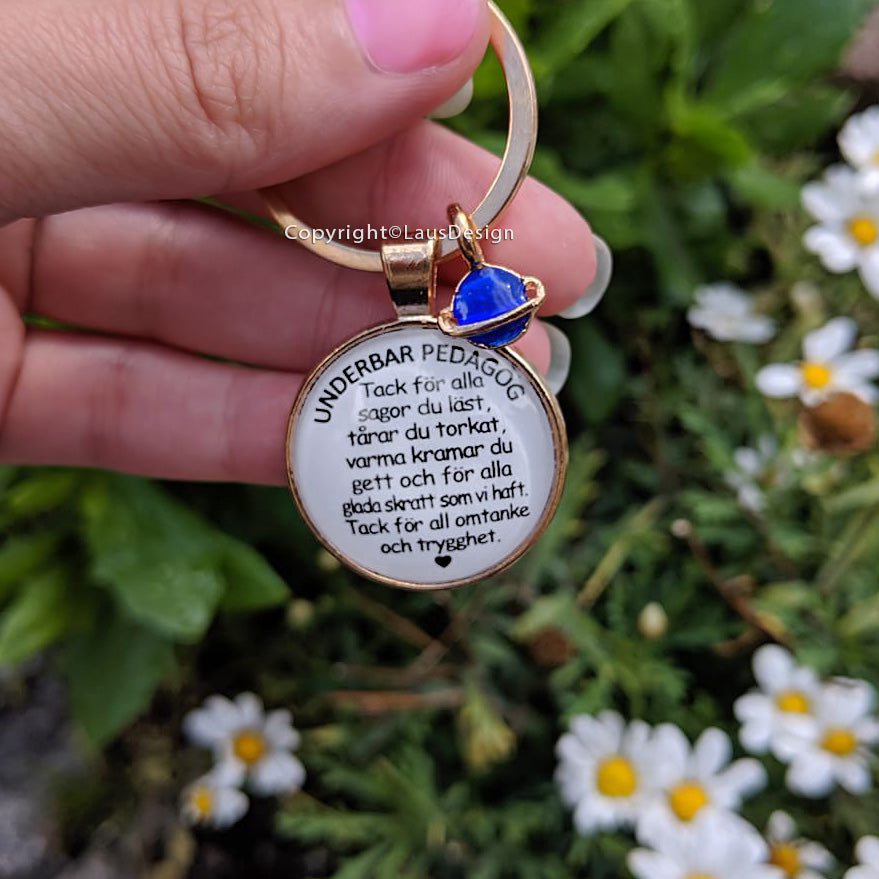 Copyright©LausDesign
UNDERBAR PEDAGOG
Tack för alla
sagor du läst,
tårar du torkat,
varma kramar du
gett och för alla
glada skratt som vi haft.
Tack för all omtanke
och trygghet.